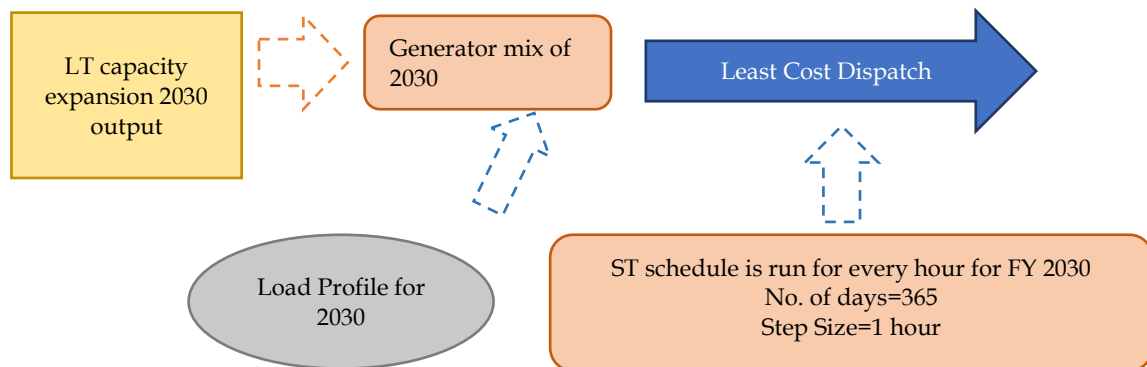 LT capacity
expansion 2030
output
Generator mix of
2030
Least Cost Dispatch
Load Profile for
2030
ST schedule is run for every hour for FY 2030
No. of days=365
Step Size=1 hour